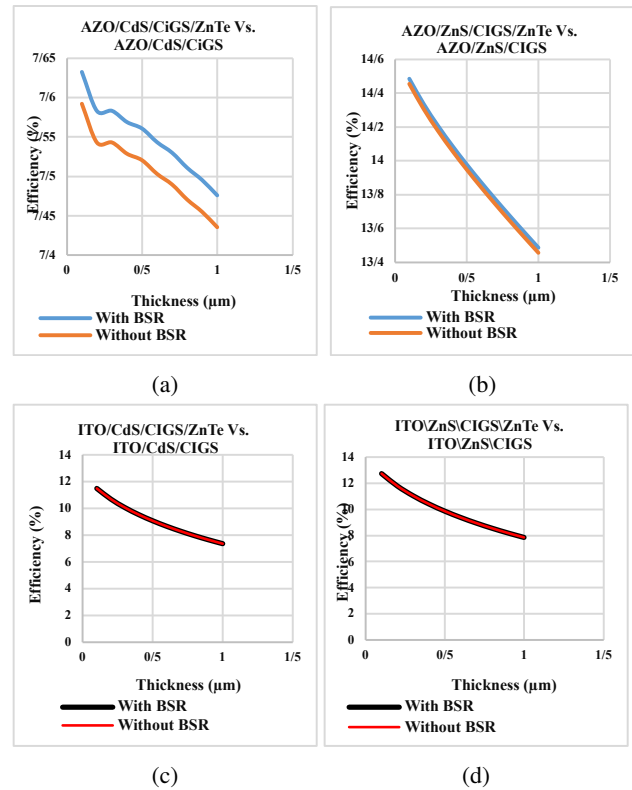 AZO/CdS/CiGS/ZnTe Vs.
AZO/CdS/CiGS
7/65
7/6
7/55
7/5
7/45
7/4
Efficiency (%)
0
0/5
1
1/5
Thickness (µm)
With BSR
Without BSR
(a)
AZO/ZnS/CIGS/ZnTe Vs.
AZO/ZnS/CIGS
14/6
14/4
14/2
14
13/8
13/6
13/4
Efficiency (%)
0
0/5
1
1/5
Thickness (µm)
With BSR
Without BSR
(b)
ITO/CdS/CIGS/ZnTe Vs.
ITO/CdS/CIGS
14
12
10
8
6
4
2
0
Efficiency (%)
0
0/5
1
1/5
Thickness (µm)
With BSR
Without BSR
(c)
ITO\ZnS\CIGS\ZnTe Vs.
ITO\ZnS\CIGS
14
12
10
8
6
4
2
0
Efficiency (%)
0
0/5
1
1/5
Thickness (µm)
With BSR
Without BSR
(d)